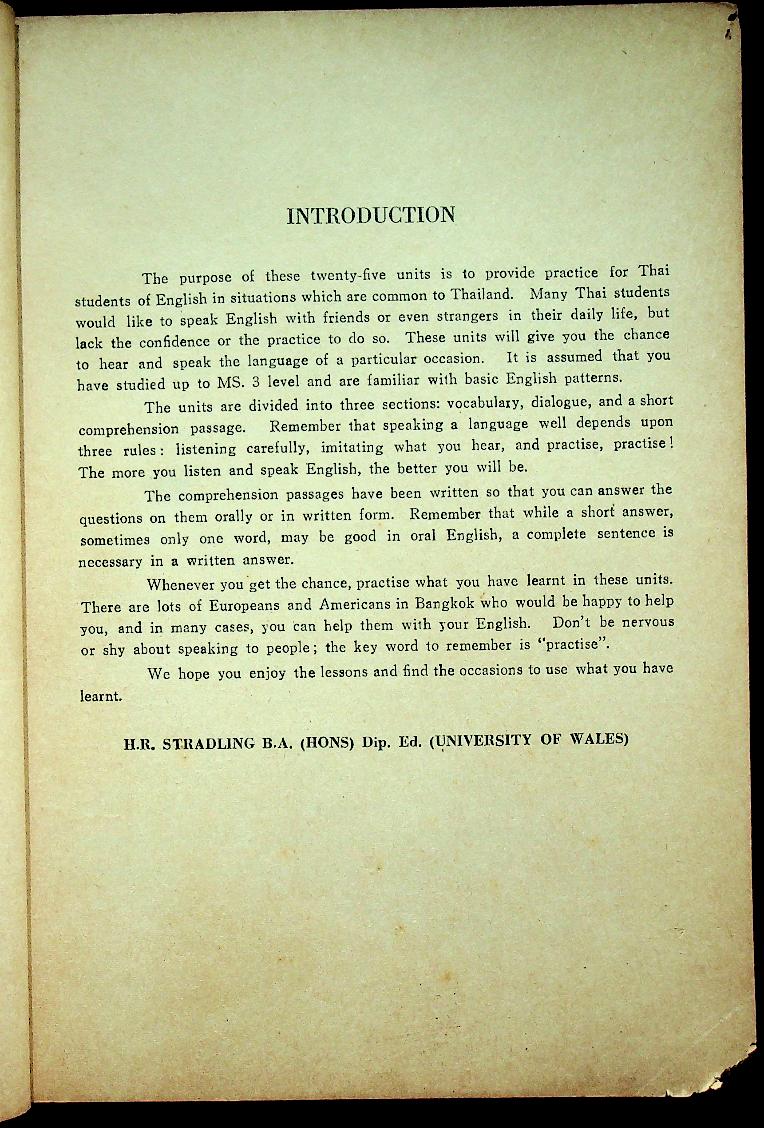 INTRODUCTION
The purpose of these twenty-five units is to provide practice for Thai
students of English in situations which are common to Thailand. Many Thai students
would like to speak English with friends or even strangers in their daily life, but
lack the confidence or the practice to do so. These units will give you the chance
to hear and speak the language of a particular occasion. It is assumed that you
have studied up to MS. 3 level and are familiar with basic English patterns.
The units are divided into three sections: vocabulary, dialogue, and a short
comprehension passage. Remember that speaking a language well depends upon
three rules: listening carefully, imitating what you hear, and practise, practise!
The more you listen and speak English, the better you will be.
The comprehension passages have been written so that you can answer the
questions on them orally or in written form. Remember that while a short answer,
sometimes only one word, may be good in oral English, a complete sentence is
necessary in a written answer.
Whenever you get the chance, practise what you have learnt in these units.
There are lots of Europeans and Americans in Bangkok who would be happy to help
you, and in many cases, you can help them with your English. Don't be nervous
or shy about speaking to people; the key word to remember is "practise".
We hope you enjoy the lessons and find the occasions to use what you have
learnt.
H.R. STRADLING B.A. (HONS) Dip. Ed. (UNIVERSITY OF WALES)